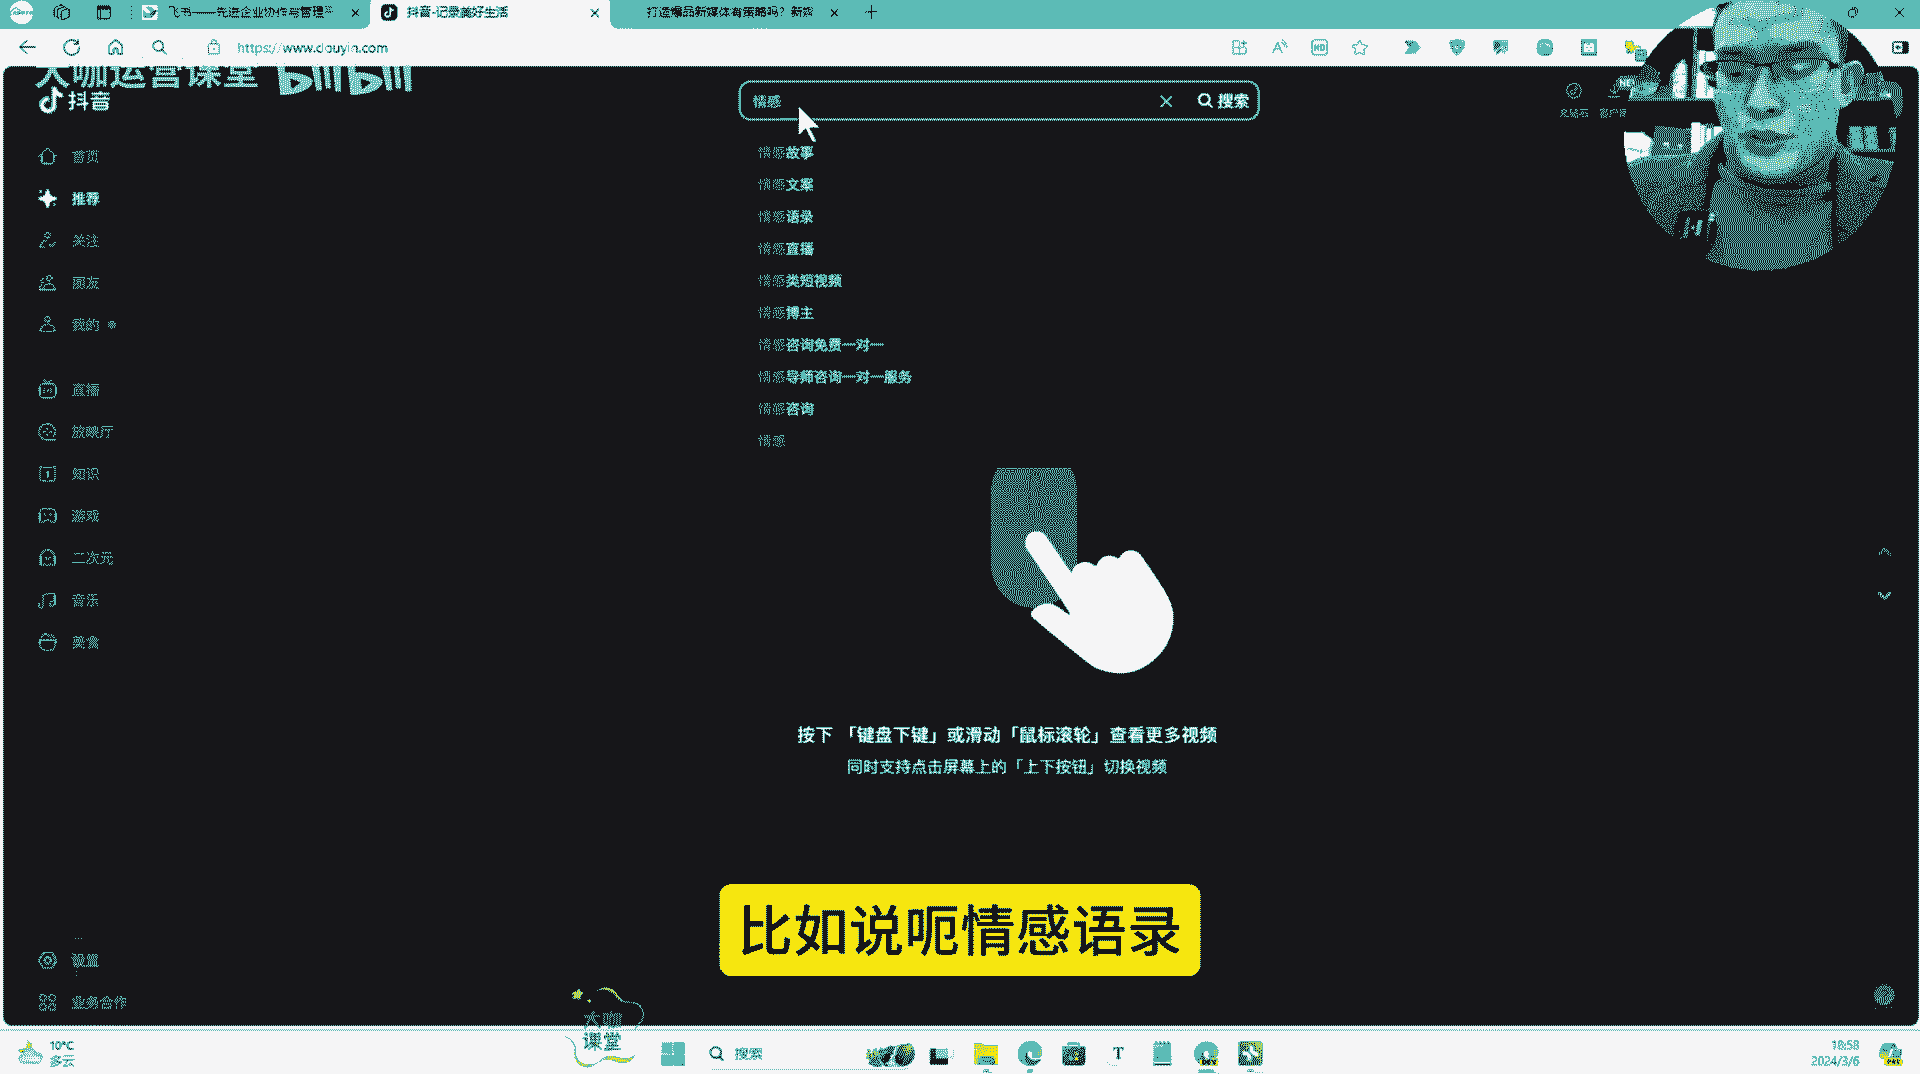 飞书——先进企业协作与管理平
抖音-记录美好生活
打造爆品新媒体有策略吗？新媒
https://www.douyin.com
大咖运营课堂 bilibili
抖音
情感
搜索
首页
推荐
关注
朋友
我的
直播
放映厅
知识
游戏
二次元
音乐
美食
设置
业务合作
情感故事
情感文案
情感语录
情感直播
情感类短视频
情感博主
情感咨询免费一对一
情感导师咨询一对一服务
情感咨询
情感
按下「键盘下键」或滑动「鼠标滚轮」查看更多视频
同时支持点击屏幕上的「上下按钮」切换视频
比如说呃情感语录
大咖
课堂
10°C
多云
搜索
18:58
2024/3/6